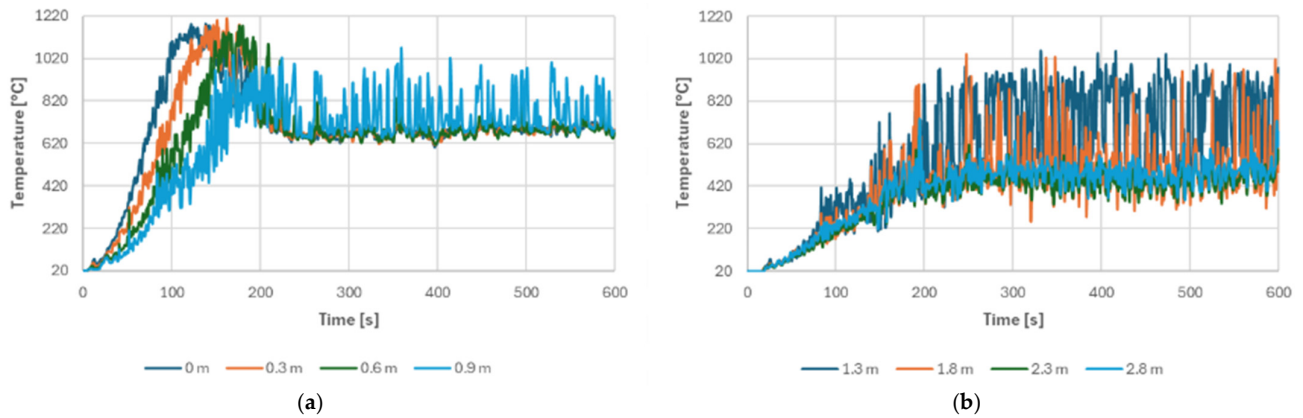 1220
1020
820
620
420
220
20
Temperature [°C]
0 100 200 300 400 500 600
Time [s]
0 m 0.3 m 0.6 m 0.9 m
(a)
1220
1020
820
620
420
220
20
Temperature [°C]
0 100 200 300 400 500 600
Time [s]
1.3 m 1.8 m 2.3 m 2.8 m
(b)